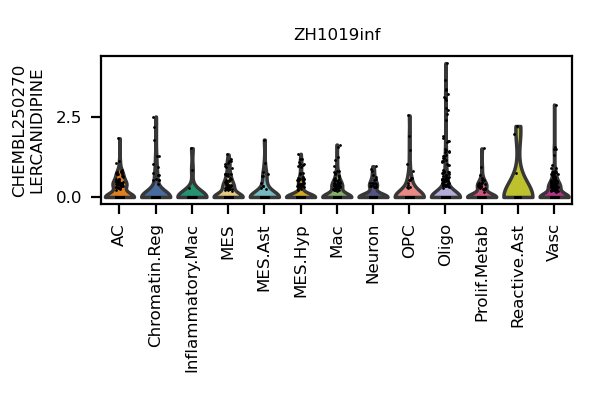 ZH1019inf
CHEMBL250270
LERCANIDIPINE
2.5
0.0
AC
Chromatin.Reg
Inflammatory.Mac
MES
MES.Ast
MES.Hyp
Mac
Neuron
OPC
Oligo
Prolif.Metab
Reactive.Ast
Vasc